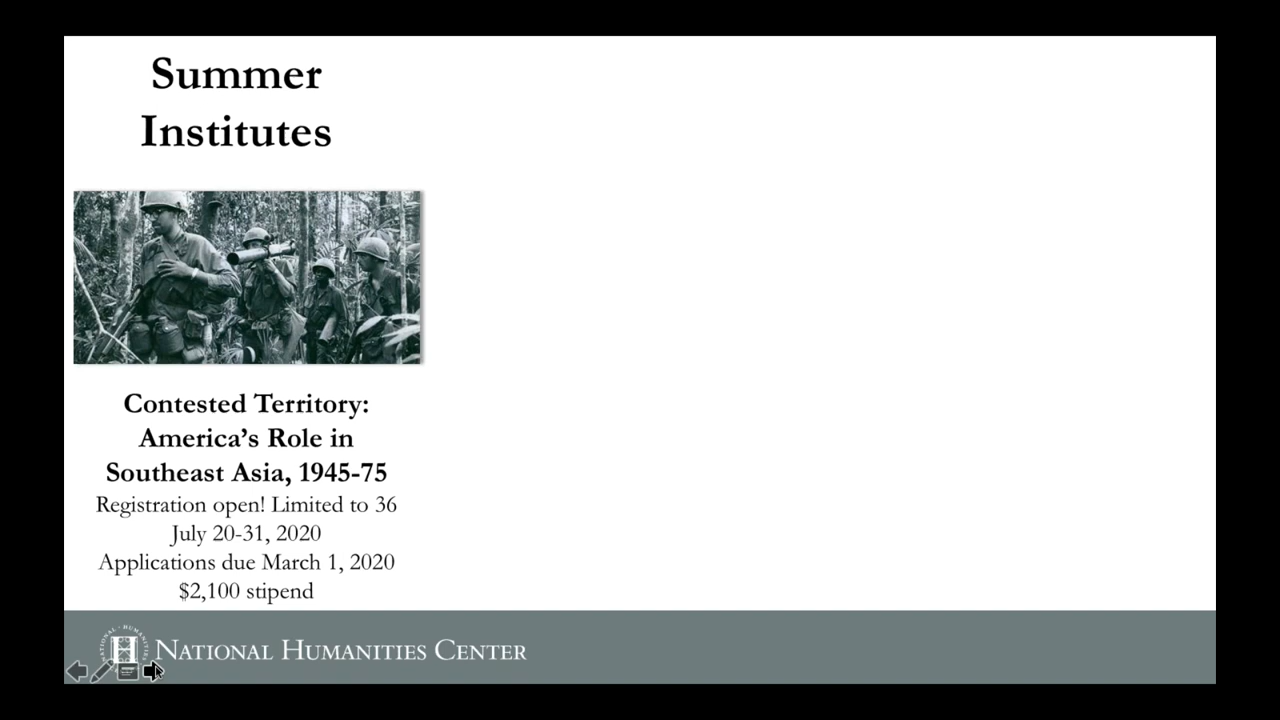 Summer
Institutes
Contested Territory:
America’s Role in
Southeast Asia, 1945-75
Registration open! Limited to 36
July 20-31, 2020
Applications due March 1, 2020
$2,100 stipend
NATIONAL HUMANITIES CENTER